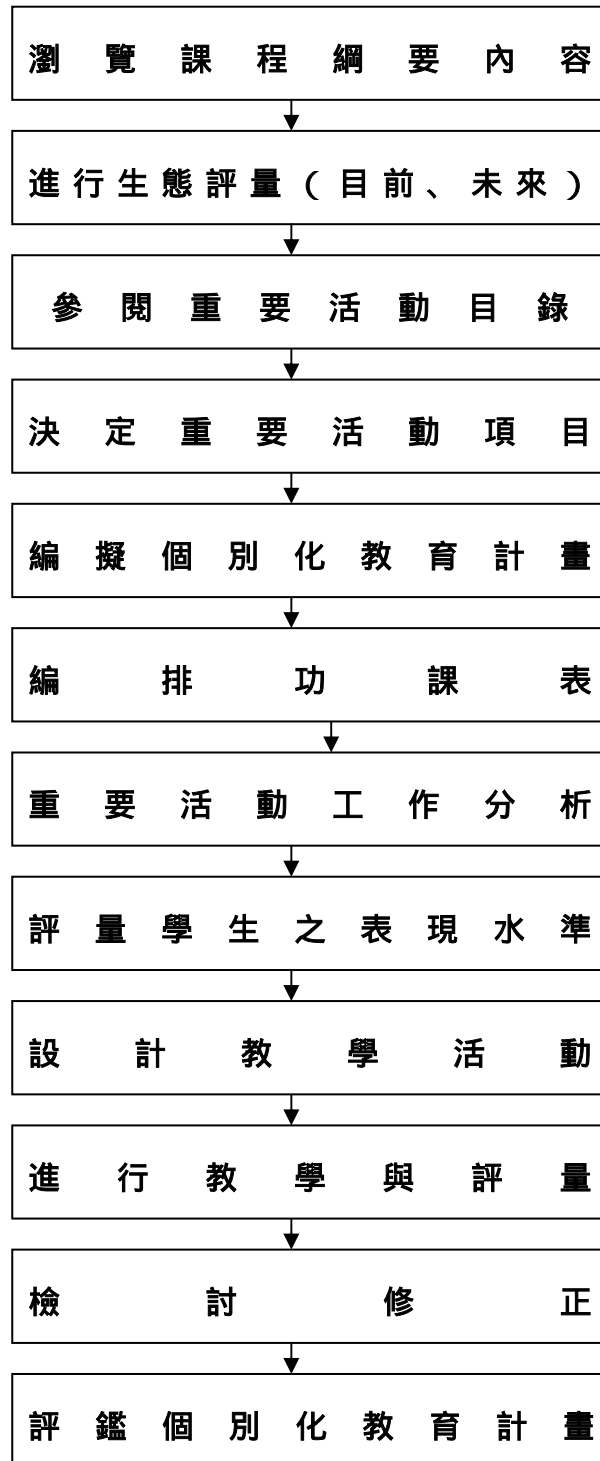 瀏覽課程綱要內容
進行生態評量(目前、未來)
參閱重要活動目錄
決定重要活動項目
編擬個別化教育計畫
編排功課表
重要活動工作分析
評量學生之表現水準
設計教學活動
進行教學與評量
檢討修正
評鑑個別化教育計畫